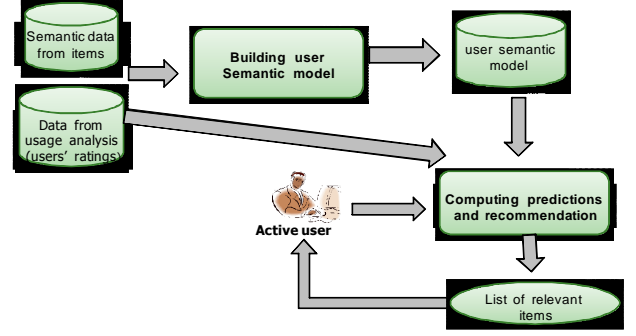 Semantic data
from items
Building user
Semantic model
user semantic
model
Data from
usage analysis
(users' ratings)
Computing predictions
and recommendation
Active user
List of relevant
items